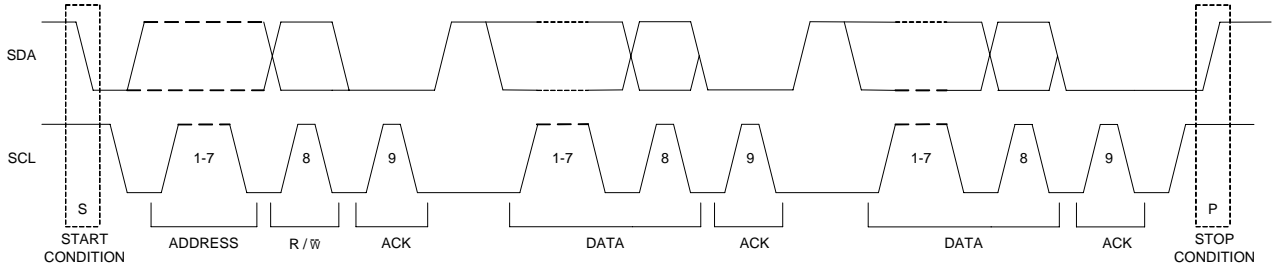 SDA
SCL
1-7 8 9 1-7 8 9 1-7 8 9
S P
START CONDITION
ADDRESS R / W̅ ACK DATA ACK DATA ACK
STOP CONDITION